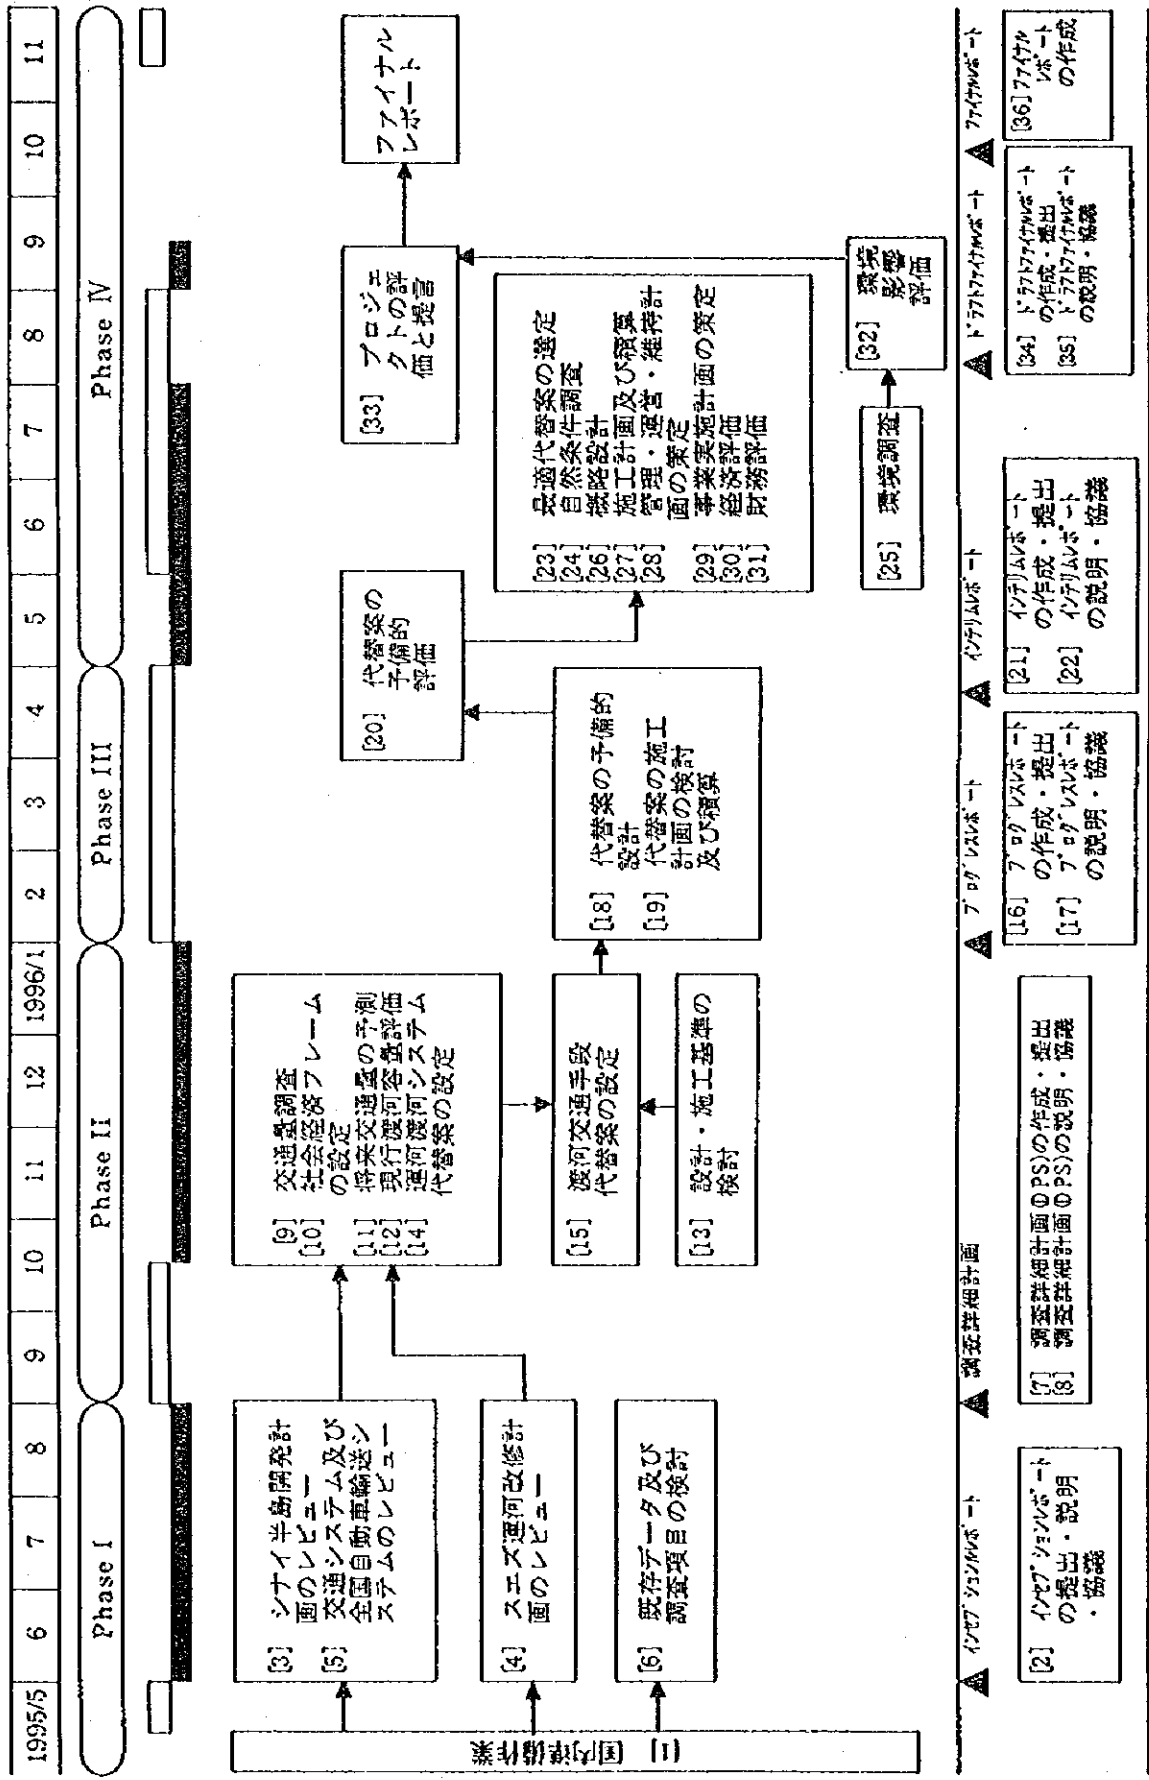 1995/5 6 7 8 9 10 11 12 1996/1 2 3 4 5 6 7 8 9 10 11
Phase I
Phase II
Phase III
Phase IV
[1] 国内準備作業
[3] シナイ半島開発計
画のレビュー
[5] 交通システム及び
全国自動車輸送シ
ステムのレビュー
[4] スエズ運河改修計
画のレビュー
[6] 既存データ及び
調査項目の検討
[9] 交通量調査
[10] 社会経済フレーム
の設定
[11] 将来交通量の予測
[12] 現行渡河容量評価
[14] 運河渡河システム
代替案の設定
[15] 渡河交通手段
代替案の設定
[13] 設計・施工基準の
検討
[18] 代替案の予備的
設計
[19] 代替案の施工
計画の検討
及び積算
[20] 代替案の
予備的
評価
[23] 最適代替案の選定
[24] 自然条件調査
[26] 概略設計
[27] 施工計画及び積算
[28] 管理・運営・維持計
画の策定
[29] 事業実施計画の策定
[30] 経済評価
[31] 財務評価
[25] 環境調査
[32] 環境
影響
評価
[33] プロジェ
クトの評
価と提言
ファイナル
レポート
インセプションレポート
調査詳細計画
プログレスレポート
インテリムレポート
ドラフトファイナルレポート
ファイナルレポート
[2] インセプションレポート
の提出・説明
・協議
[7] 調査詳細計画(DPS)の作成・提出
[8] 調査詳細計画(DPS)の説明・協議
[16] プログレスレポート
の作成・提出
[17] プログレスレポート
の説明・協議
[21] インテリムレポート
の作成・提出
[22] インテリムレポート
の説明・協議
[34] ドラフトファイナルレポート
の作成・提出
[35] ドラフトファイナルレポート
の説明・協議
[36] ファイナル
レポート
の作成